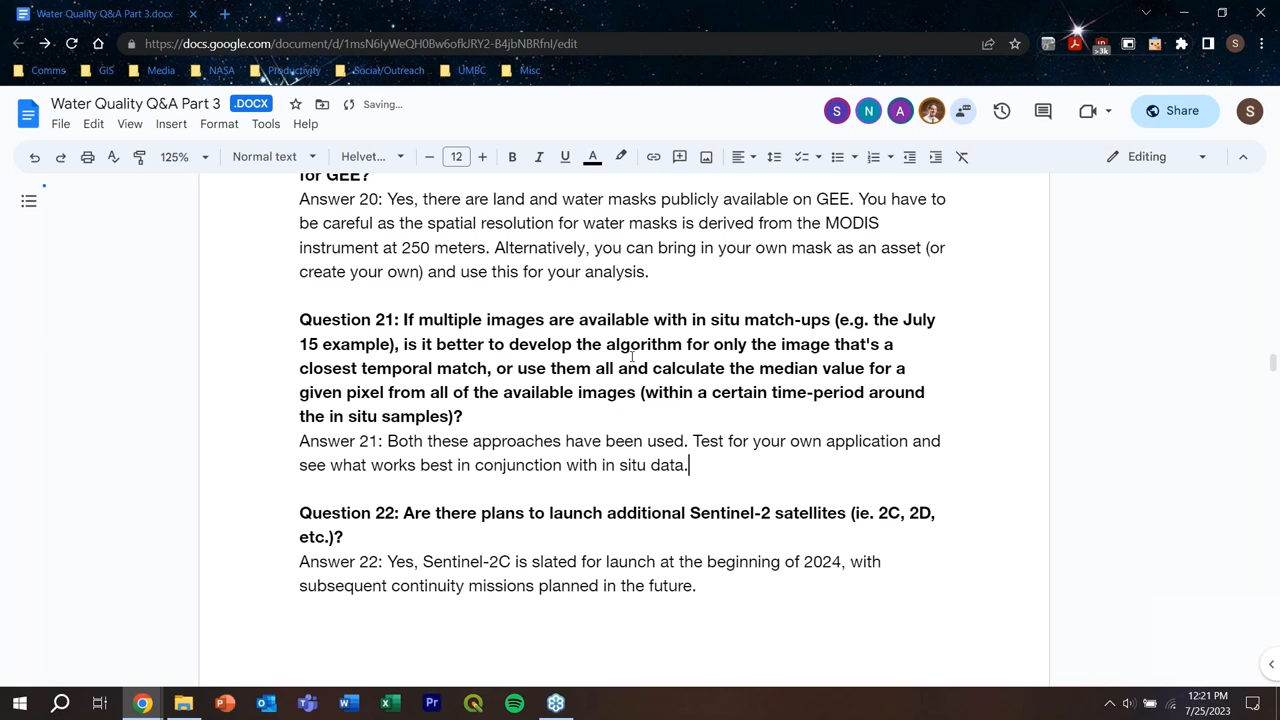 Water Quality Q&A Part 3.docx
https://docs.google.com/document/d/1msN6lyWeQH0Bw6ofkJRY2-B4jbNBRfnI/edit
>3k
S
Comms
GIS
Media
NASA
Productivity
Social/Outreach
UMBC
Misc
Water Quality Q&A Part 3
.DOCX
Saving...
S
N
A
Share
S
File
Edit
View
Insert
Format
Tools
Help
125%
Normal text
Helvet...
12
B
I
U
A
Editing
for GEE?
Answer 20: Yes, there are land and water masks publicly available on GEE. You have to
be careful as the spatial resolution for water masks is derived from the MODIS
instrument at 250 meters. Alternatively, you can bring in your own mask as an asset (or
create your own) and use this for your analysis.
Question 21: If multiple images are available with in situ match-ups (e.g. the July
15 example), is it better to develop the algorithm for only the image that's a
closest temporal match, or use them all and calculate the median value for a
given pixel from all of the available images (within a certain time-period around
the in situ samples)?
Answer 21: Both these approaches have been used. Test for your own application and
see what works best in conjunction with in situ data.
Question 22: Are there plans to launch additional Sentinel-2 satellites (ie. 2C, 2D,
etc.)?
Answer 22: Yes, Sentinel-2C is slated for launch at the beginning of 2024, with
subsequent continuity missions planned in the future.
12:21 PM
7/25/2023